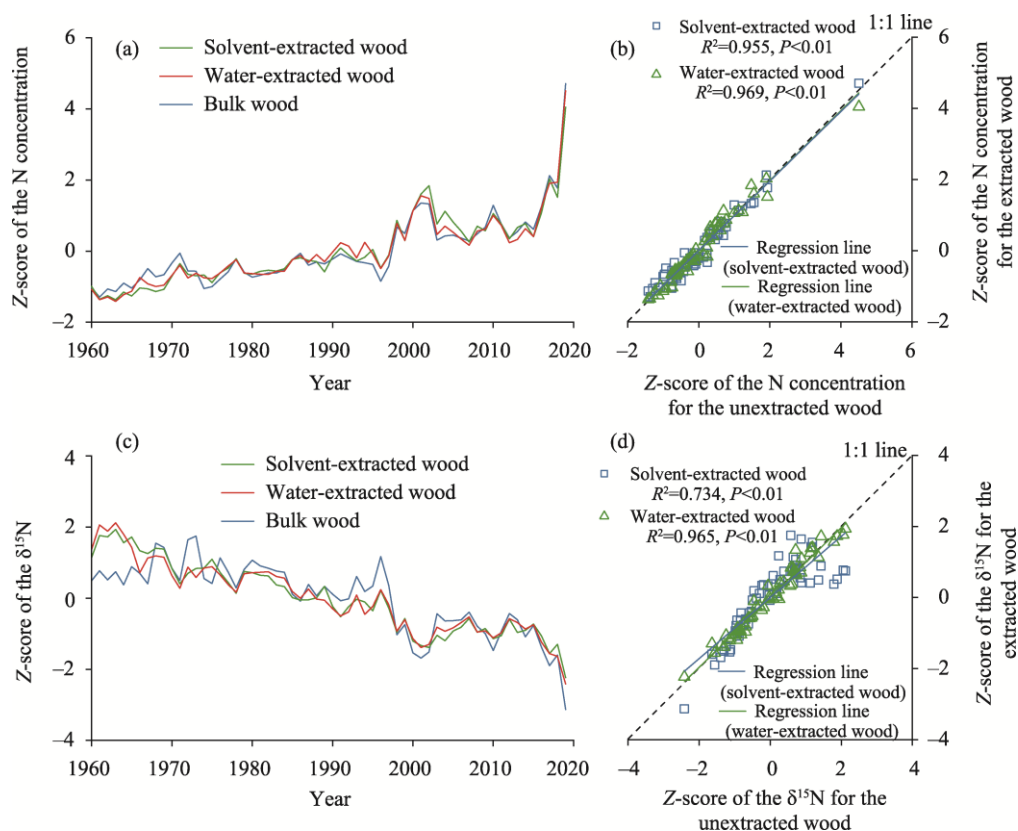 (a)
Solvent-extracted wood
Water-extracted wood
Bulk wood
Z-score of the N concentration
6
4
2
0
−2
1960 1970 1980 1990 2000 2010 2020
Year
(b)
1:1 line
Solvent-extracted wood
R²=0.955, P<0.01
Water-extracted wood
R²=0.969, P<0.01
Regression line
(solvent-extracted wood)
Regression line
(water-extracted wood)
6
4
2
0
−2
Z-score of the N concentration
for the extracted wood
−2 0 2 4 6
Z-score of the N concentration
for the unextracted wood
(c)
Solvent-extracted wood
Water-extracted wood
Bulk wood
Z-score of the δ¹⁵N
4
2
0
−2
−4
1960 1970 1980 1990 2000 2010 2020
Year
(d)
1:1 line
Solvent-extracted wood
R²=0.734, P<0.01
Water-extracted wood
R²=0.965, P<0.01
Regression line
(solvent-extracted wood)
Regression line
(water-extracted wood)
4
2
0
−2
−4
Z-score of the δ¹⁵N for the
extracted wood
−4 −2 0 2 4
Z-score of the δ¹⁵N for the
unextracted wood